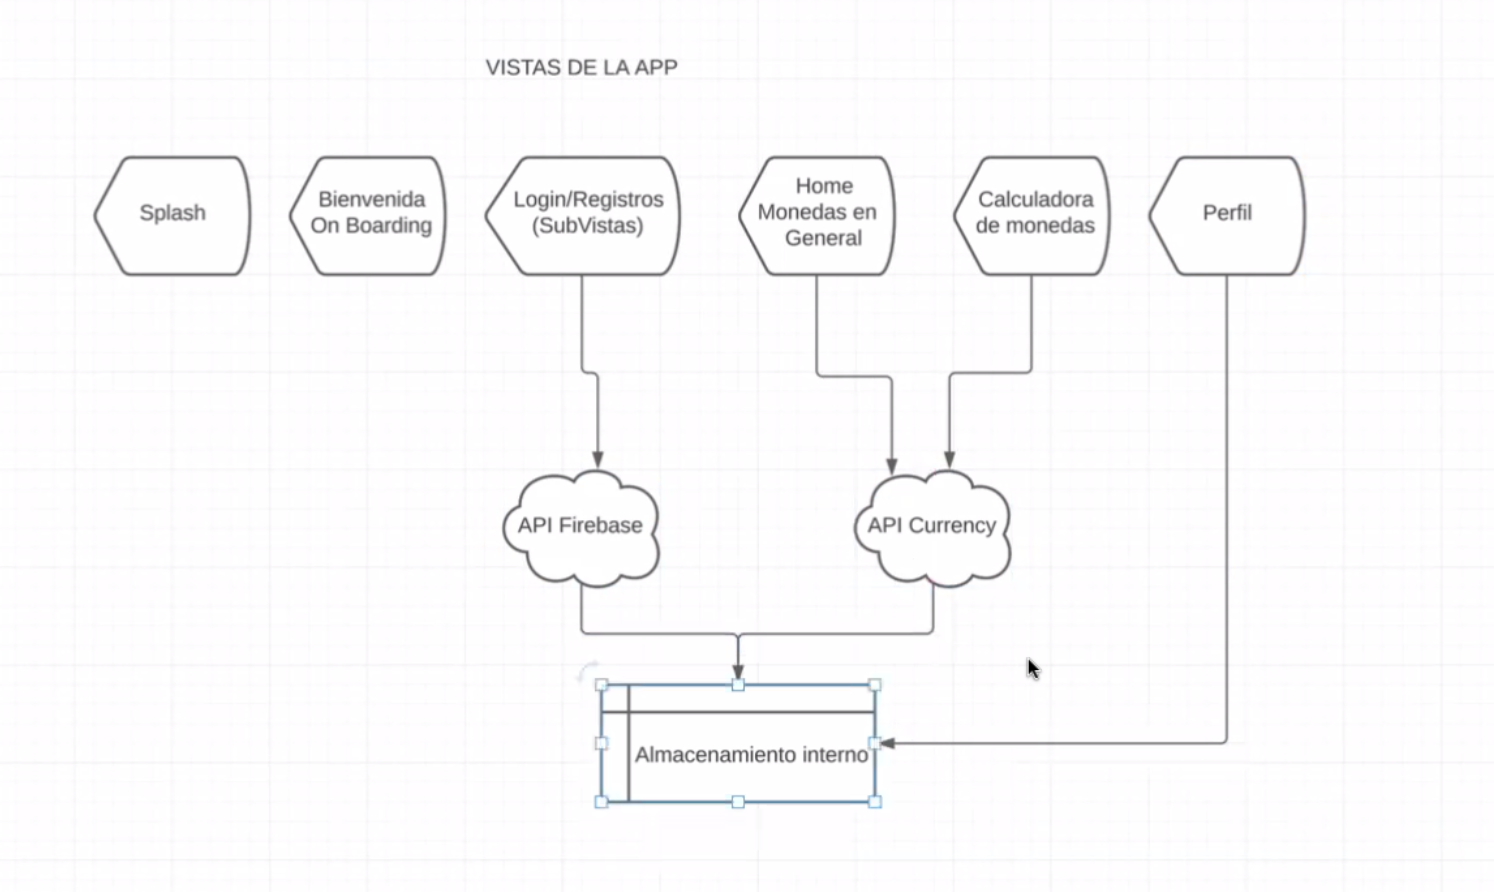 VISTAS DE LA APP
Splash
Bienvenida
On Boarding
Login/Registros
(SubVistas)
Home
Monedas en
General
Calculadora
de monedas
Perfil
API Firebase
API Currency
Almacenamiento interno